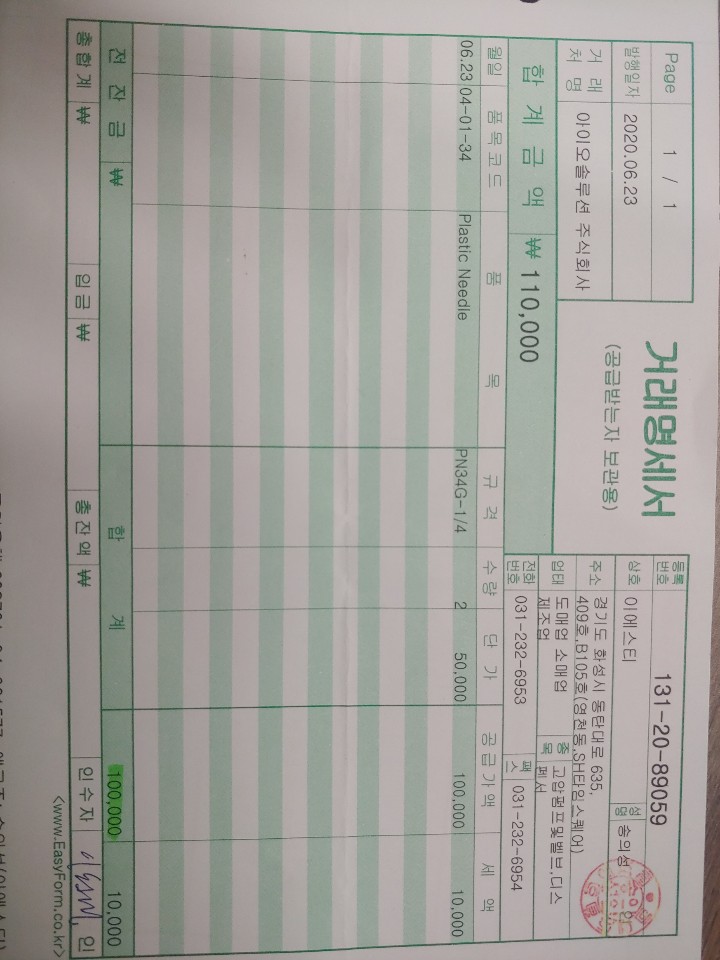 Page 1 / 1
발행일자 2020.06.23
거래처명 아이오솔루션 주식회사
거래명세서
(공급받는자 보관용)
등록번호 131-20-89059
상호 이에스티 성명 송의섭 인
주소 경기도 화성시 동탄대로 635,
409호,B105호(영천동,SH타임스퀘어)
업태 도매업 소매업 제조업 종목 고압펌프및벨브,디스펜서
전화번호 031-232-6953 팩스 031-232-6954
합계금액 ₩ 110,000
월일 품목코드 품목 규격 수량 단가 공급가액 세액
06.23 04-01-34 Plastic Needle PN34G-1/4 2 50,000 100,000 10,000
전잔금 ₩ 합계 100,000 10,000
총합계 ₩ 입금 ₩ 총잔액 ₩ 인수자 인
<www.EasyForm.co.kr>